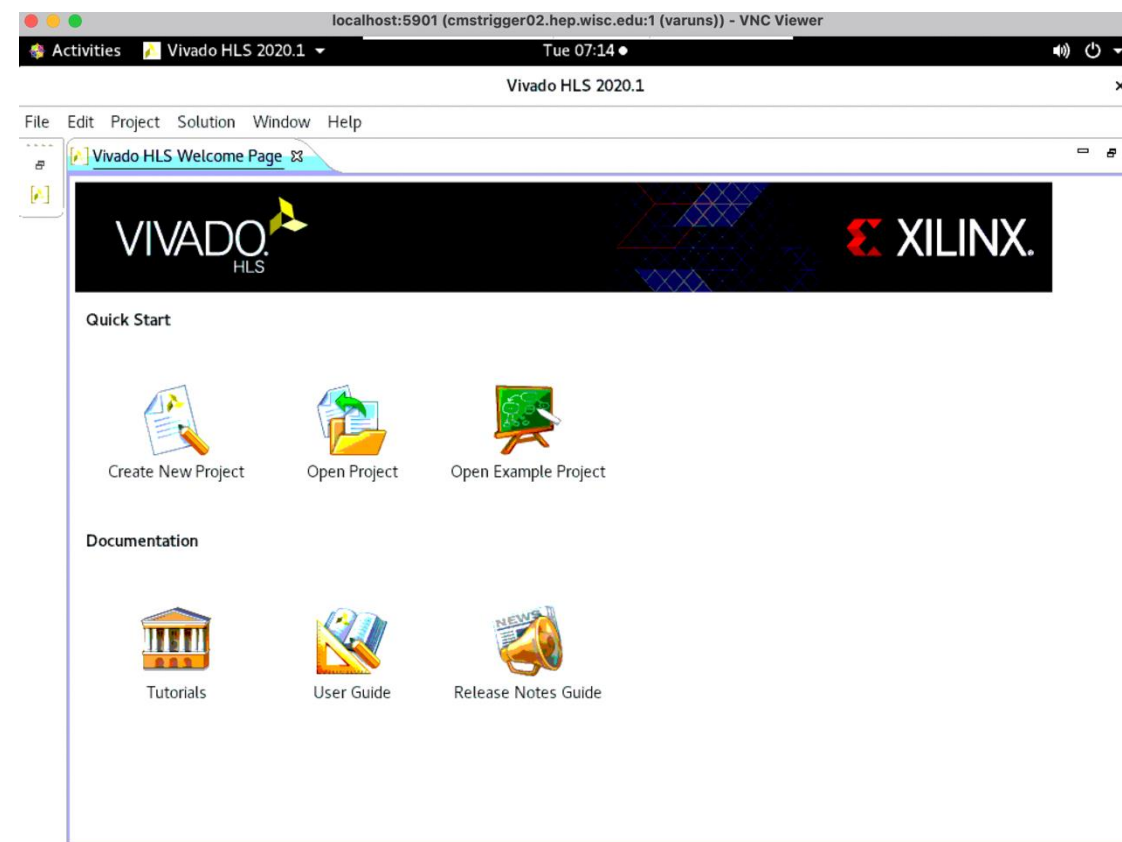 localhost:5901 (cmstrigger02.hep.wisc.edu:1 (varuns)) - VNC Viewer
Activities Vivado HLS 2020.1 Tue 07:14
Vivado HLS 2020.1
File Edit Project Solution Window Help
Vivado HLS Welcome Page
VIVADO. HLS XILINX.
Quick Start
Create New Project Open Project Open Example Project
Documentation
NEWS
Tutorials User Guide Release Notes Guide